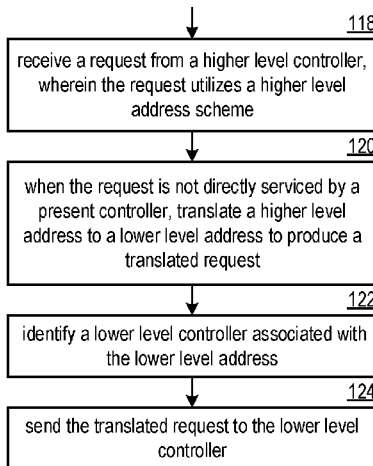 118
receive a request from a higher level controller,
wherein the request utilizes a higher level
address scheme
120
when the request is not directly serviced by a
present controller, translate a higher level
address to a lower level address to produce a
translated request
122
identify a lower level controller associated with
the lower level address
124
send the translated request to the lower level
controller